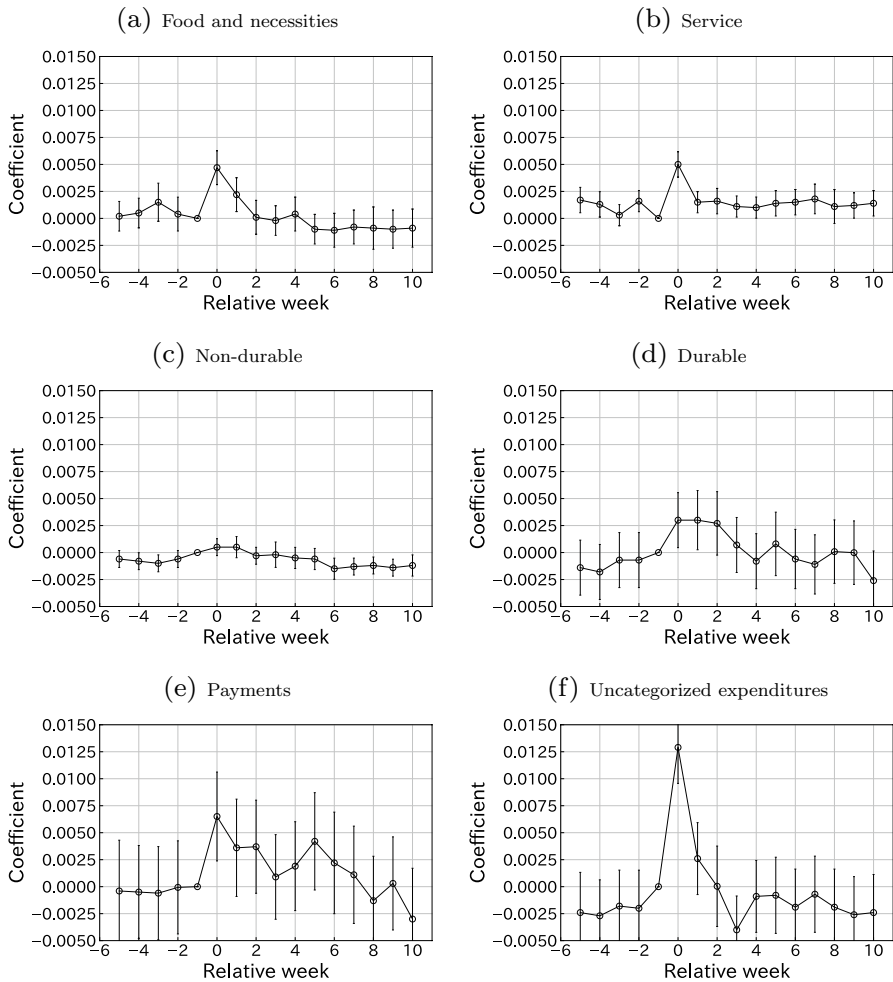 (a) Food and necessities
0.0150
0.0125
0.0100
0.0075
0.0050
0.0025
0.0000
−0.0025
−0.0050
Coefficient
−6 −4 −2 0 2 4 6 8 10
Relative week
(b) Service
0.0150
0.0125
0.0100
0.0075
0.0050
0.0025
0.0000
−0.0025
−0.0050
Coefficient
−6 −4 −2 0 2 4 6 8 10
Relative week
(c) Non-durable
0.0150
0.0125
0.0100
0.0075
0.0050
0.0025
0.0000
−0.0025
−0.0050
Coefficient
−6 −4 −2 0 2 4 6 8 10
Relative week
(d) Durable
0.0150
0.0125
0.0100
0.0075
0.0050
0.0025
0.0000
−0.0025
−0.0050
Coefficient
−6 −4 −2 0 2 4 6 8 10
Relative week
(e) Payments
0.0150
0.0125
0.0100
0.0075
0.0050
0.0025
0.0000
−0.0025
−0.0050
Coefficient
−6 −4 −2 0 2 4 6 8 10
Relative week
(f) Uncategorized expenditures
0.0150
0.0125
0.0100
0.0075
0.0050
0.0025
0.0000
−0.0025
−0.0050
Coefficient
−6 −4 −2 0 2 4 6 8 10
Relative week